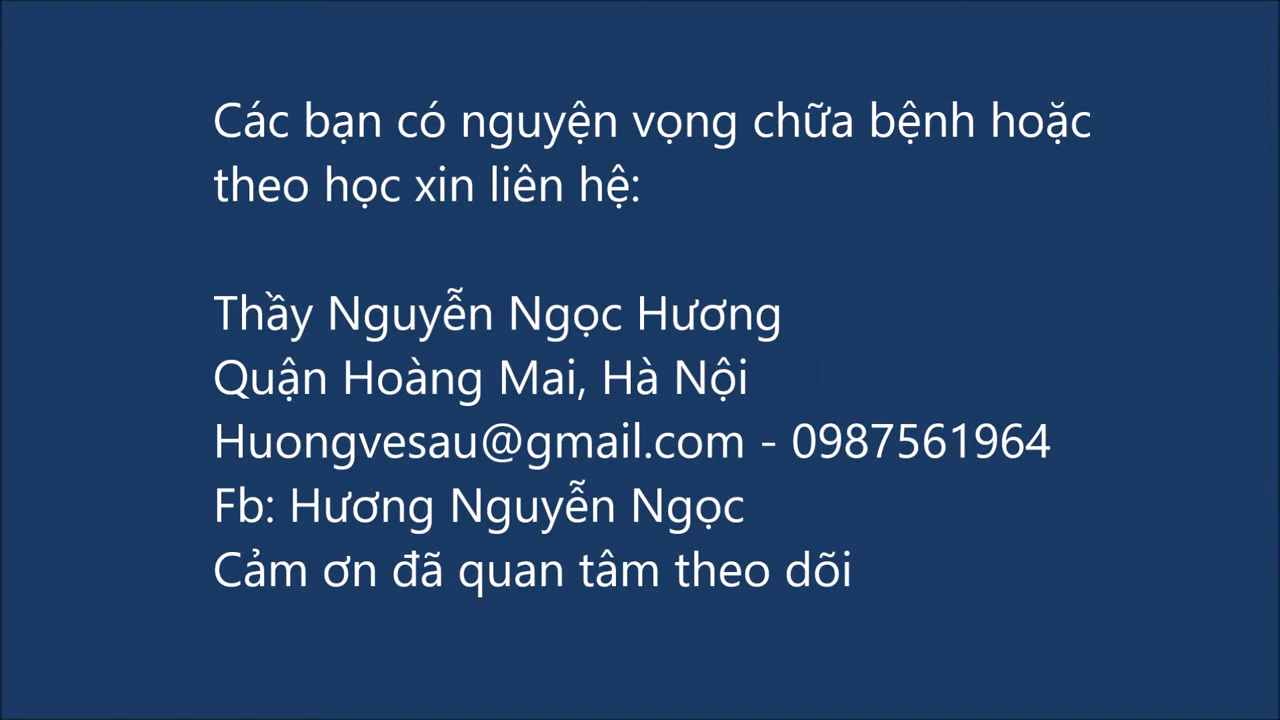 Các bạn có nguyện vọng chữa bệnh hoặc
theo học xin liên hệ:
Thầy Nguyễn Ngọc Hương
Quận Hoàng Mai, Hà Nội
Huongvesau@gmail.com - 0987561964
Fb: Hương Nguyễn Ngọc
Cảm ơn đã quan tâm theo dõi